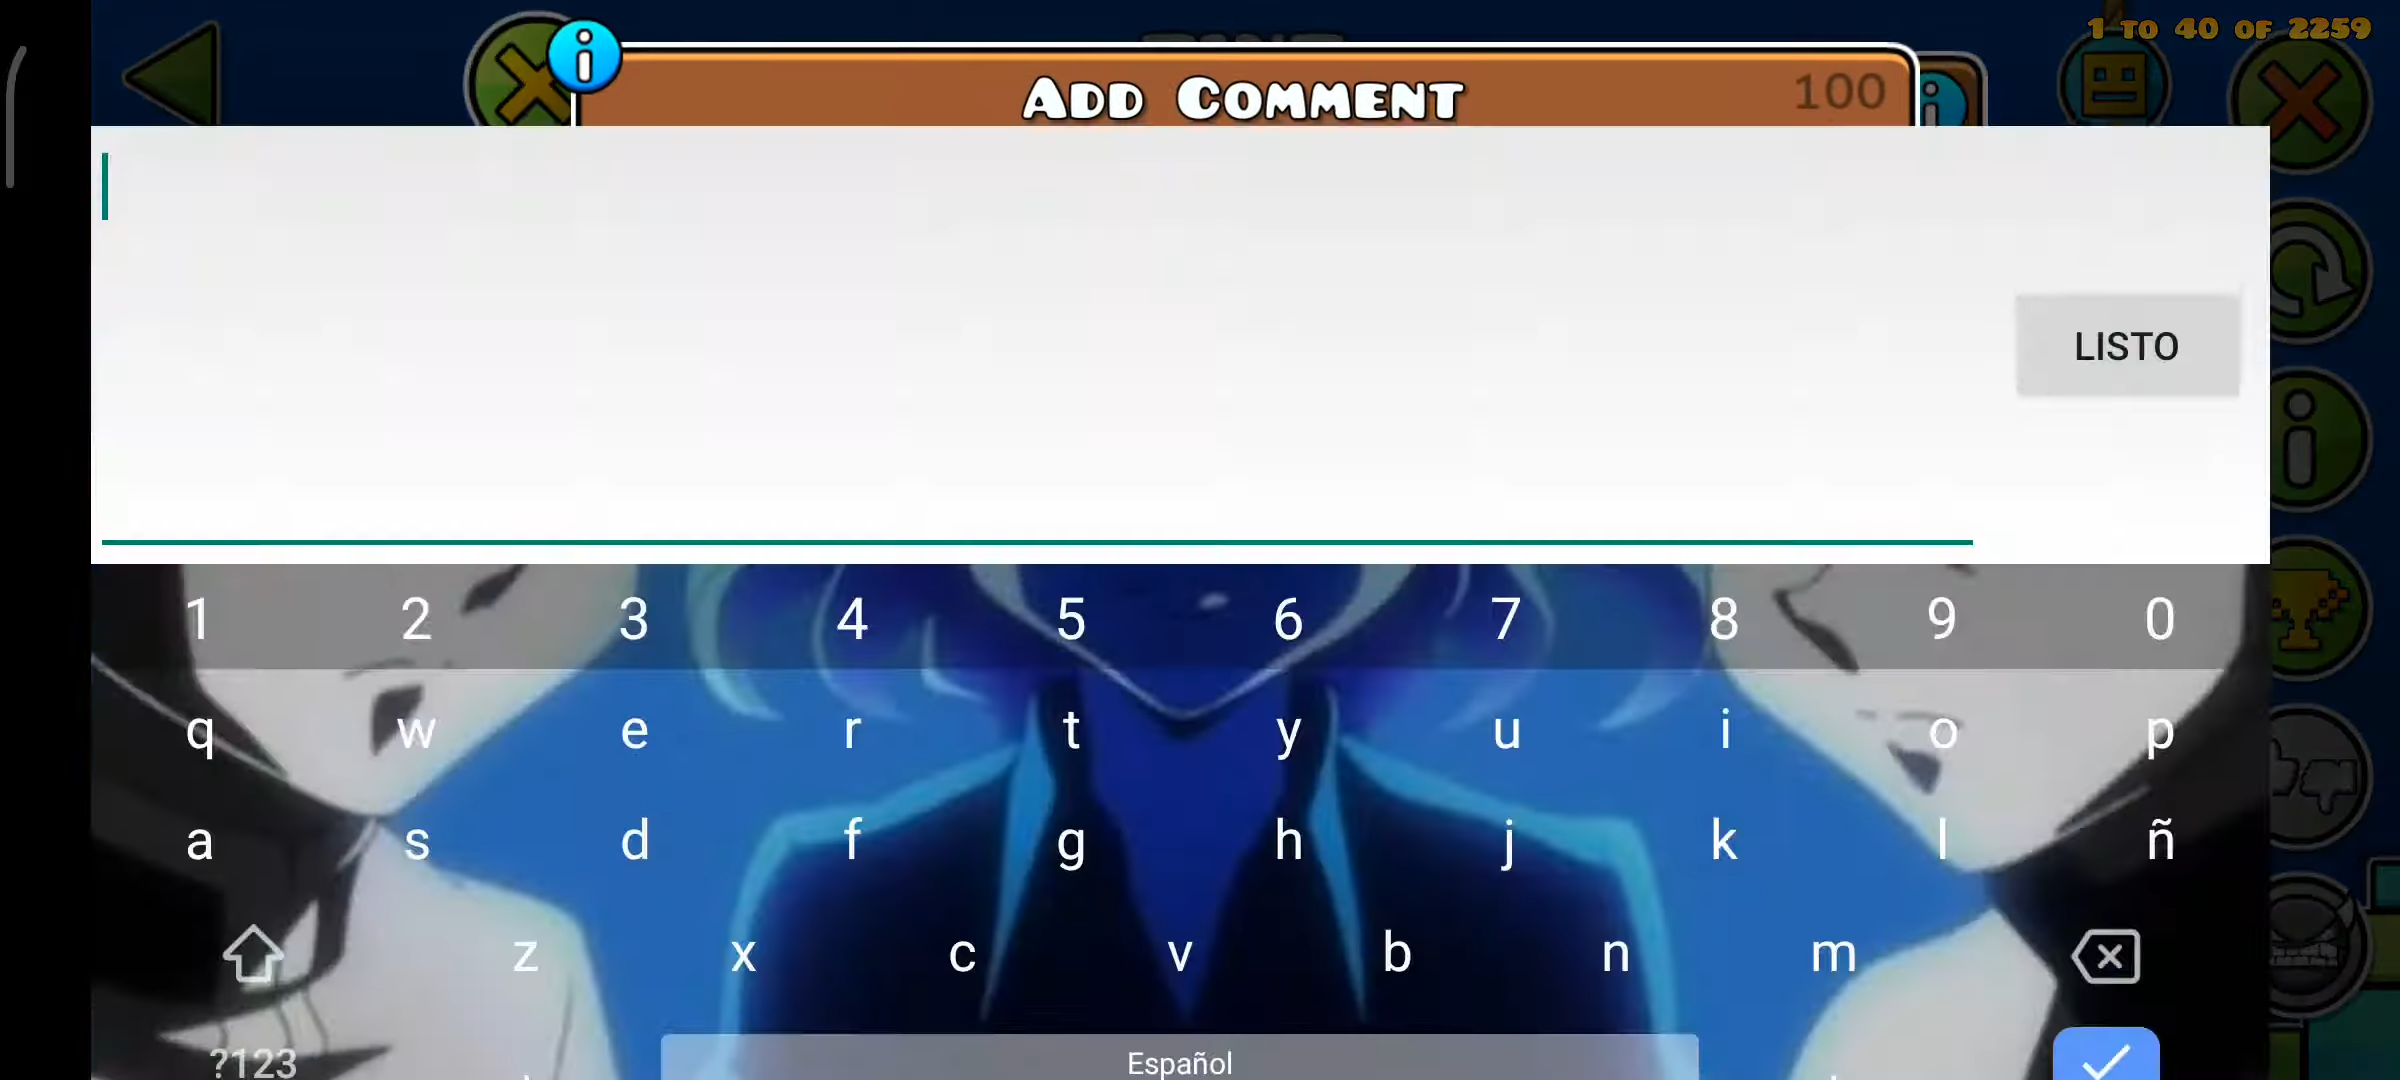 1 TO 40 OF 2259
ADD COMMENT
100
LISTO
1 2 3 4 5 6 7 8 9 0
q w e r t y u i o p
a s d f g h j k l ñ
z x c v b n m
?123 Español